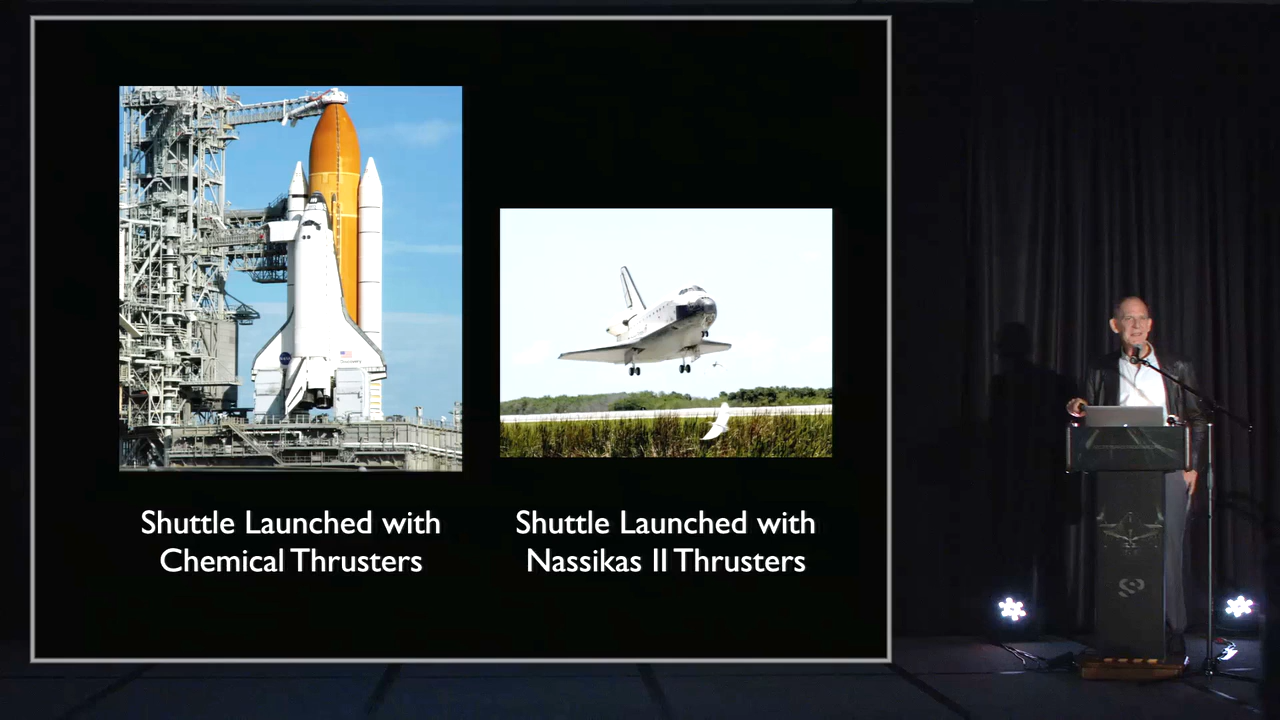 Shuttle Launched with
Chemical Thrusters
Shuttle Launched with
Nassikas II Thrusters